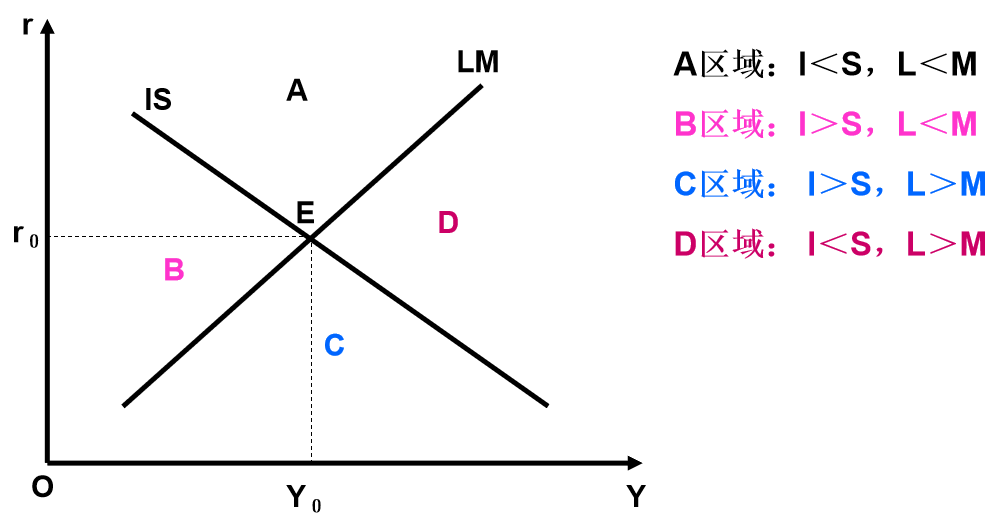 r
LM
A
IS
E
D
r0
B
C
O
Y0
Y
A区域：I＜S，L＜M
B区域：I＞S，L＜M
C区域： I＞S，L＞M
D区域： I＜S，L＞M